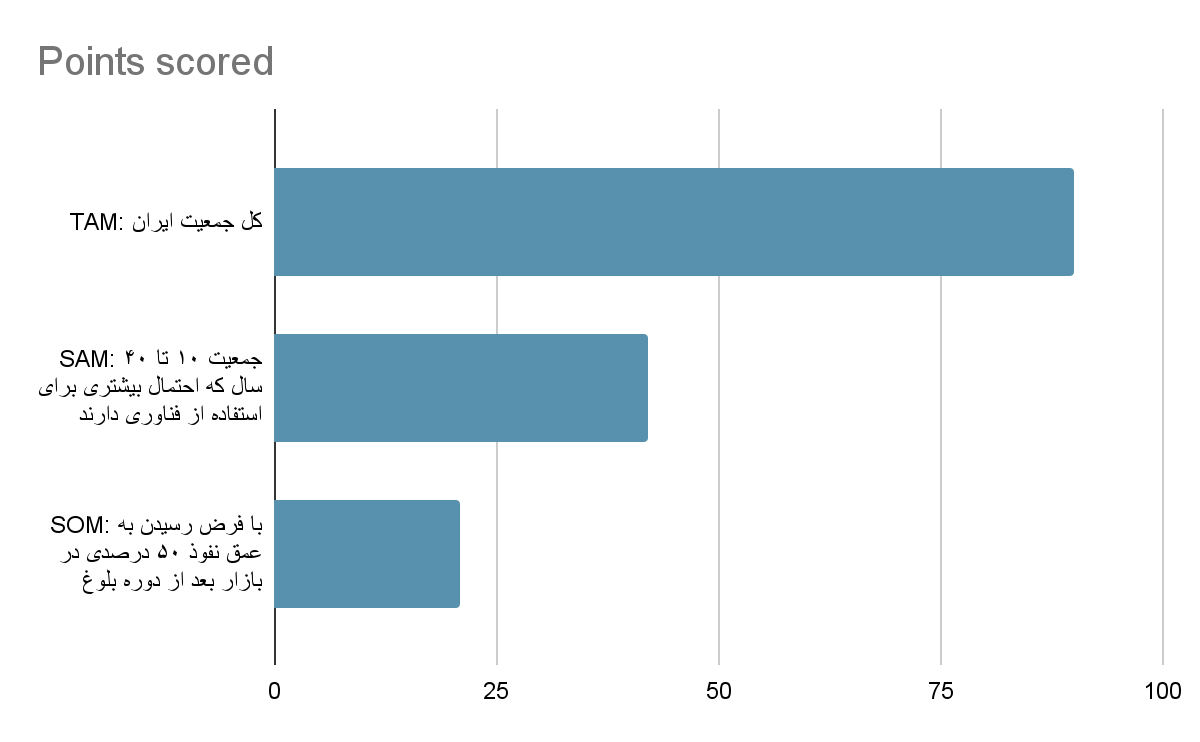 Points scored
TAM: کل جمعیت ایران
SAM: جمعیت ۱۰ تا ۴۰
سال که احتمال بیشتری برای
استفاده از فناوری دارند
SOM: با فرض رسیدن به
عمق نفوذ ۵۰ درصدی در
بازار بعد از دوره بلوغ
0
25
50
75
100